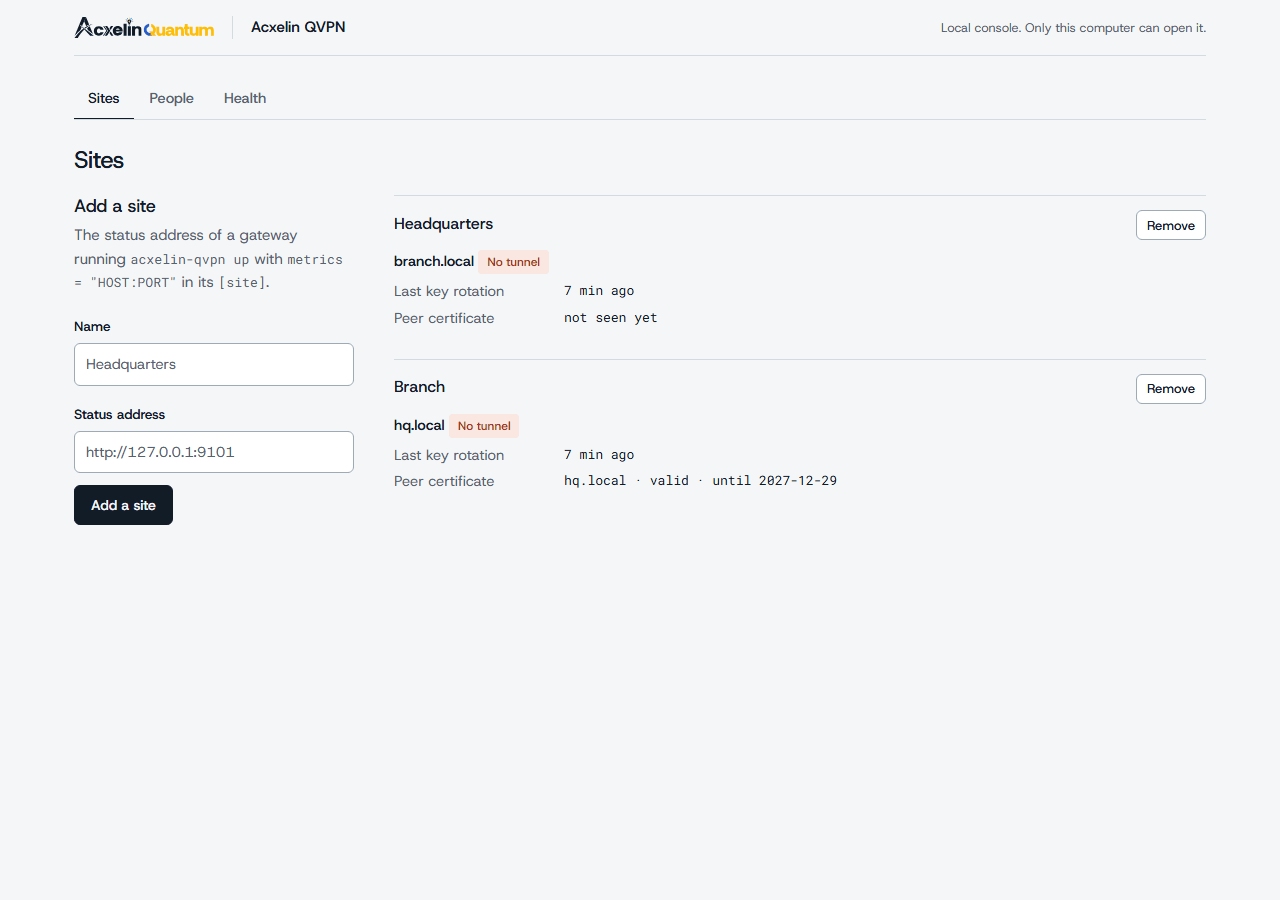 Acxelin Quantum
Acxelin QVPN
Local console. Only this computer can open it.
Sites
People
Health
Sites
Add a site
The status address of a gateway
running acxelin-qvpn up with metrics
= "HOST:PORT" in its [site].
Name
Headquarters
Status address
http://127.0.0.1:9101
Add a site
Headquarters
Remove
branch.local No tunnel
Last key rotation 7 min ago
Peer certificate not seen yet
Branch
Remove
hq.local No tunnel
Last key rotation 7 min ago
Peer certificate hq.local · valid · until 2027-12-29